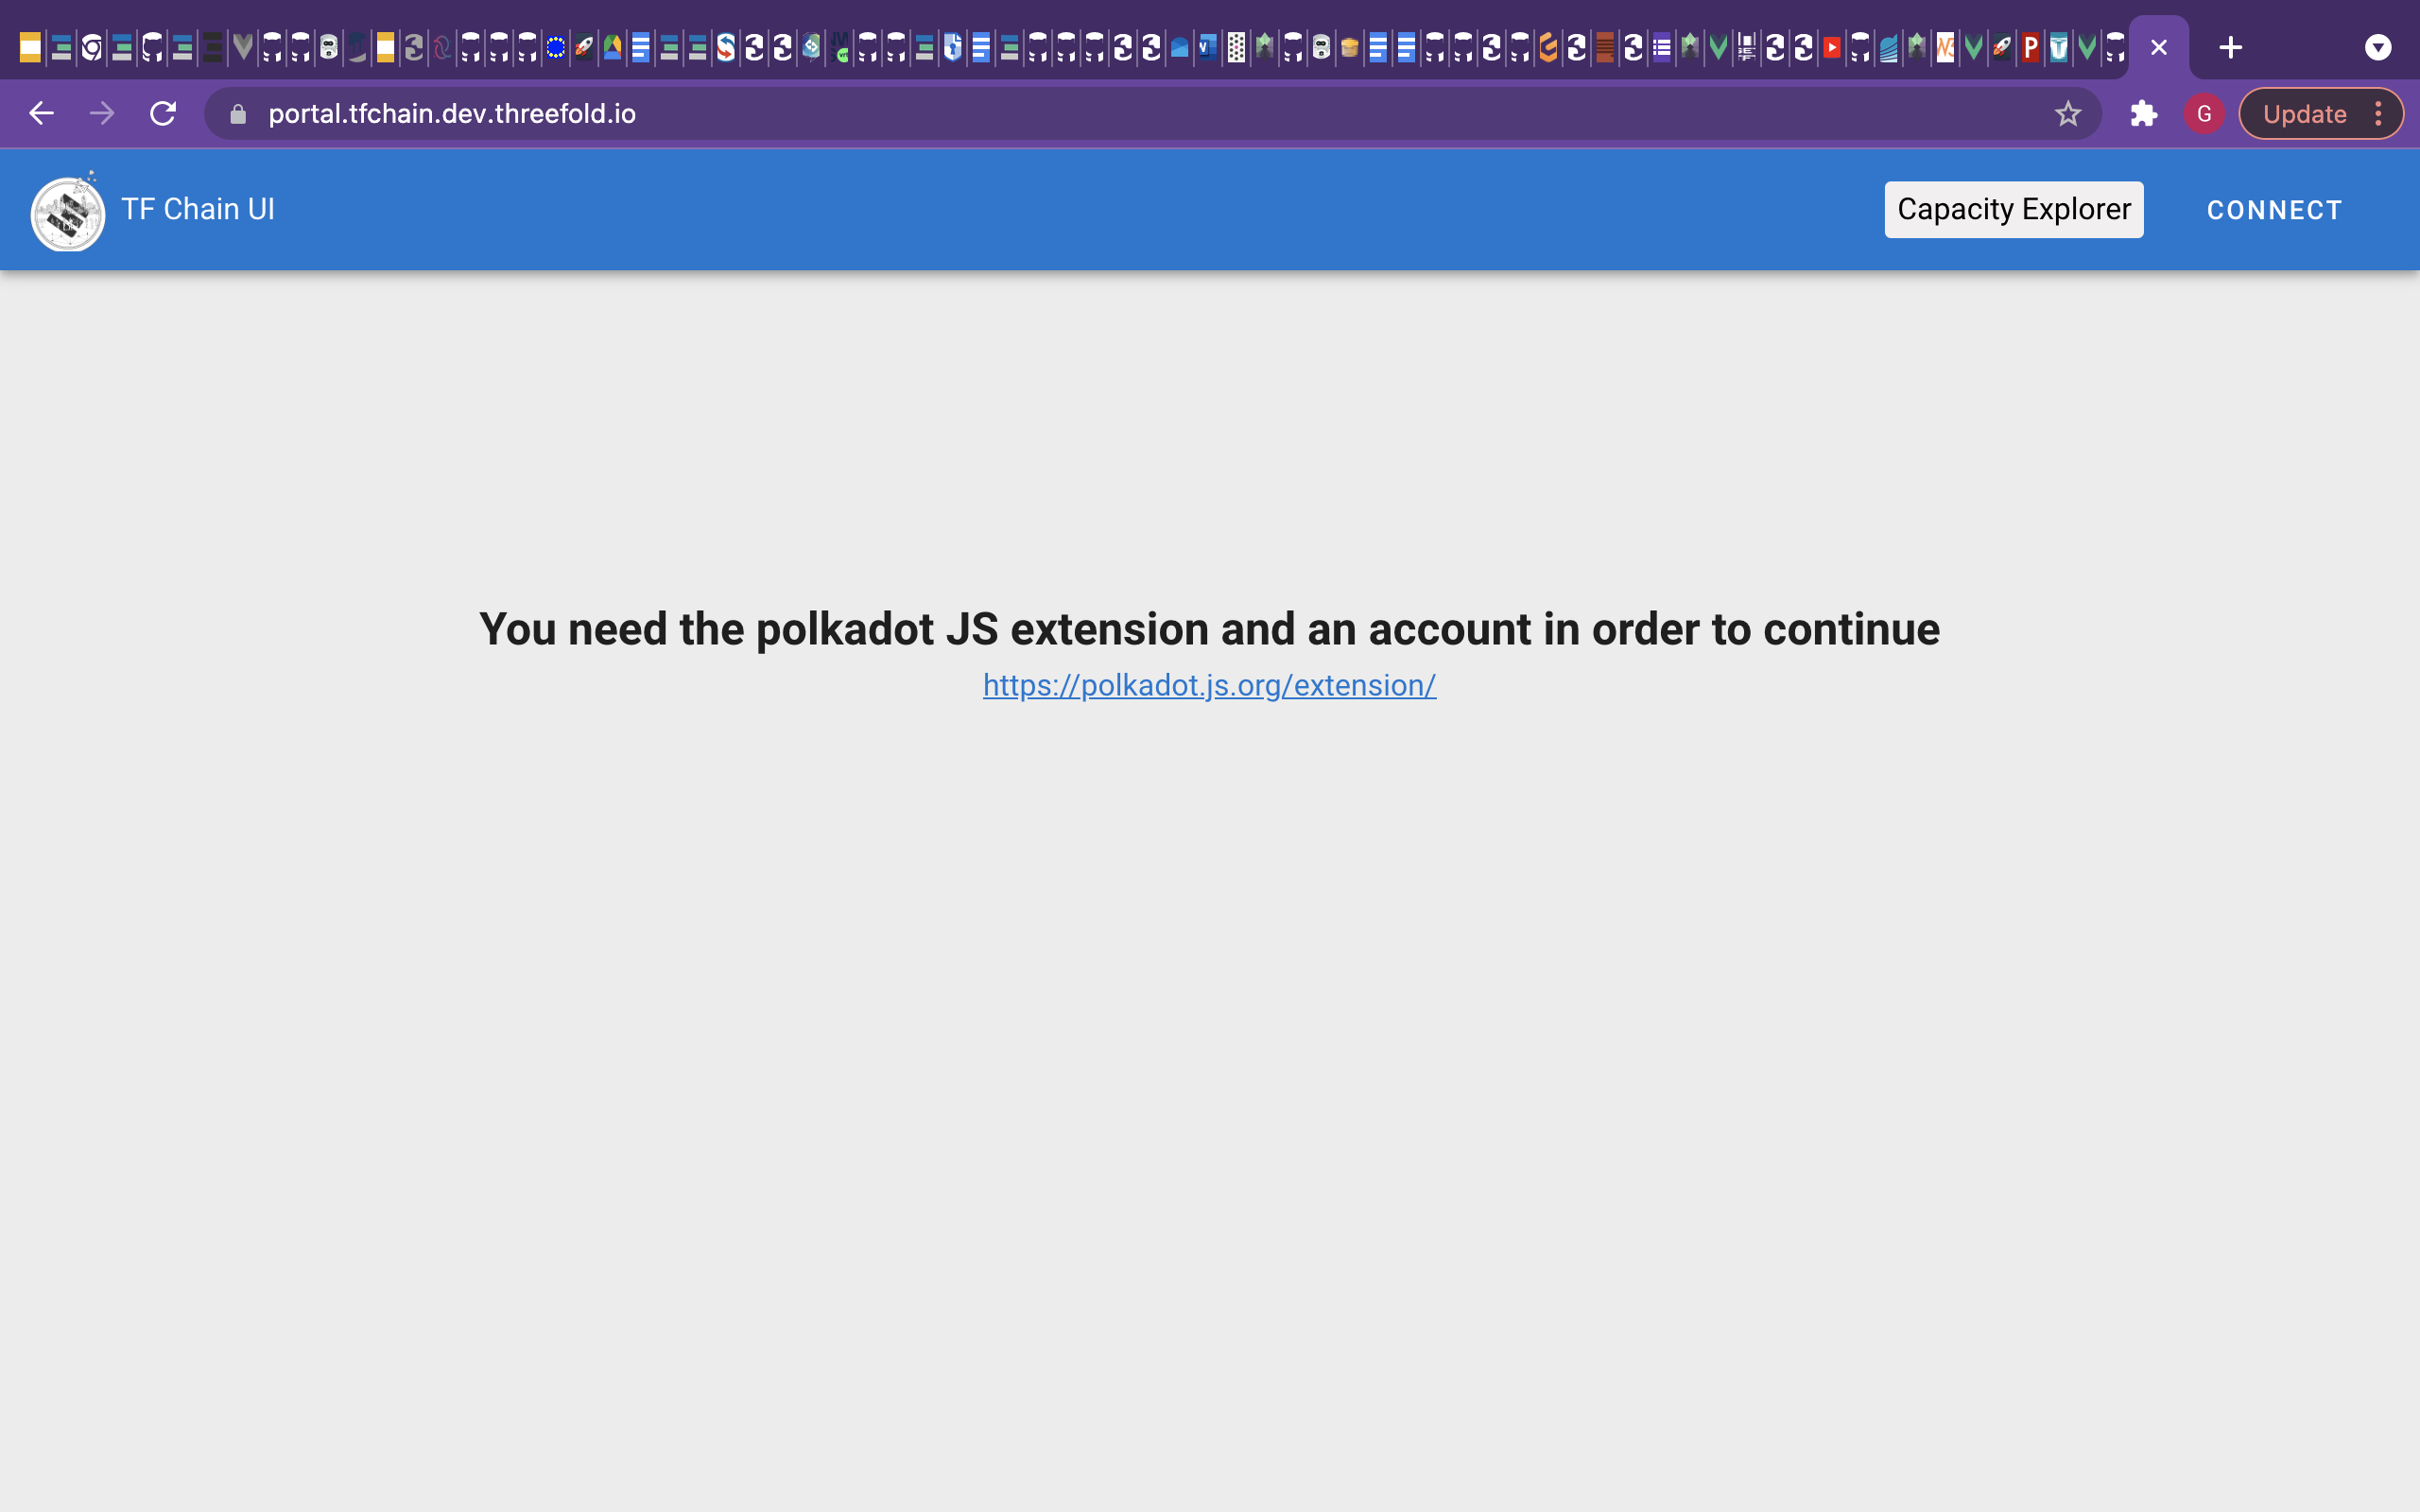 portal.tfchain.dev.threefold.io
G
Update
TF Chain UI
Capacity Explorer
CONNECT
You need the polkadot JS extension and an account in order to continue
https://polkadot.js.org/extension/